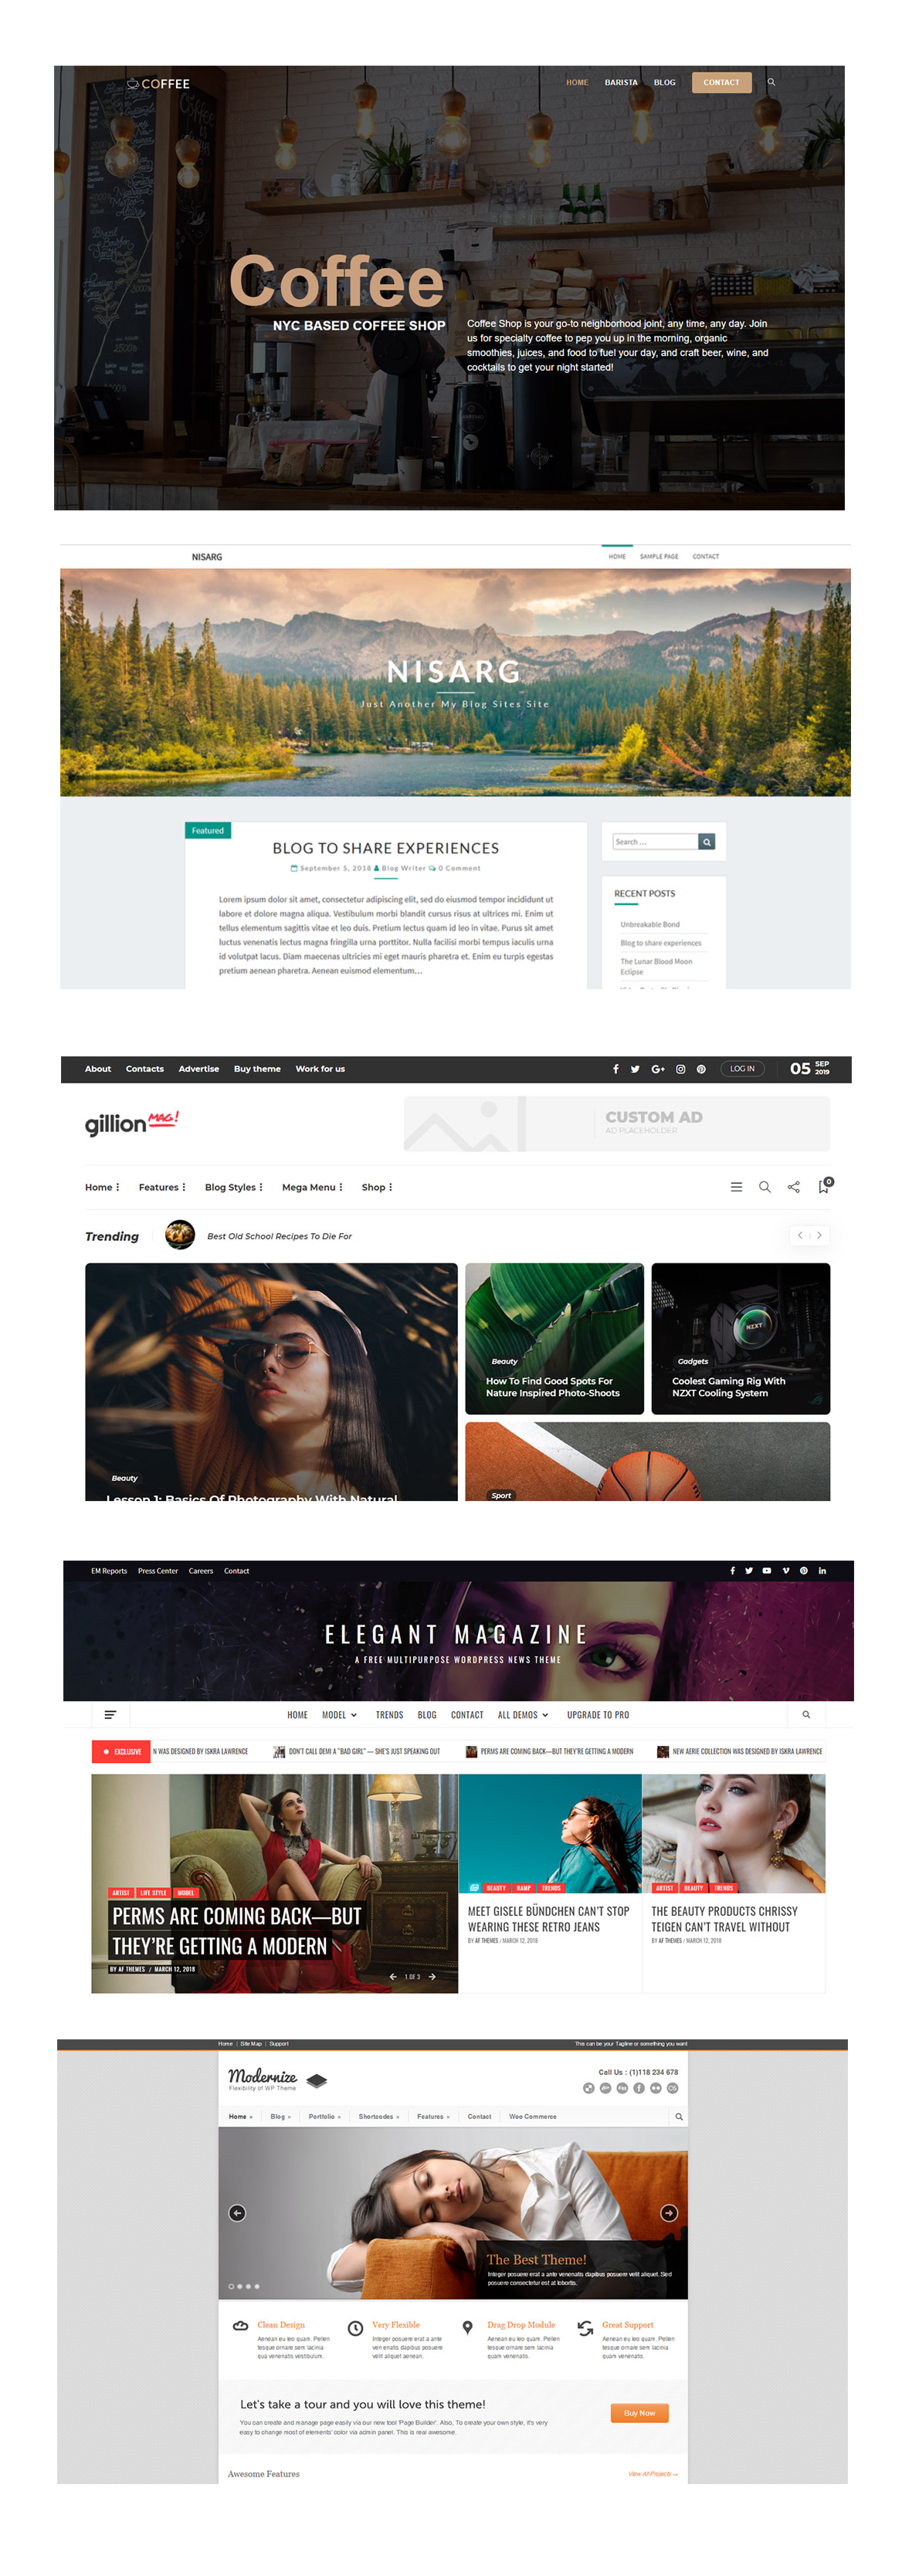 COFFEE
HOME BARISTA BLOG CONTACT
Coffee
NYC BASED COFFEE SHOP
Coffee Shop is your go-to neighborhood joint, any time, any day. Join
us for specialty coffee to pep you up in the morning, organic
smoothies, juices, and food to fuel your day, and craft beer, wine, and
cocktails to get your night started!
NISARG
HOME SAMPLE PAGE CONTACT
NISARG
Just Another My Blog Sites Site
Featured
BLOG TO SHARE EXPERIENCES
September 5, 2018 Blog Writer 0 Comment
Lorem ipsum dolor sit amet, consectetur adipiscing elit, sed do eiusmod tempor incididunt ut
labore et dolore magna aliqua. Vestibulum morbi blandit cursus risus at ultrices mi. Enim ut
tellus elementum sagittis vitae et leo duis. Pretium lectus quam id leo in vitae. Purus sit amet
luctus venenatis lectus magna fringilla urna porttitor. Nulla facilisi morbi tempus iaculis urna
id volutpat lacus. Diam maecenas ultricies mi eget mauris pharetra et. Enim eu turpis egestas
pretium aenean pharetra. Aenean euismod elementum...
Search ...
RECENT POSTS
Unbreakable Bond
Blog to share experiences
The Lunar Blood Moon
Eclipse
About Contacts Advertise Buy theme Work for us
LOG IN
05 SEP
2019
gillion MAG!
CUSTOM AD
AD PLACEHOLDER
Home Features Blog Styles Mega Menu Shop
0
Trending
Best Old School Recipes To Die For
Beauty
Lesson 1: Basics Of Photography With Natural
Beauty
How To Find Good Spots For
Nature Inspired Photo-Shoots
NZXT
Gadgets
Coolest Gaming Rig With
NZXT Cooling System
Sport
EM Reports Press Center Careers Contact
ELEGANT MAGAZINE
A FREE MULTIPURPOSE WORDPRESS NEWS THEME
HOME MODEL TRENDS BLOG CONTACT ALL DEMOS UPGRADE TO PRO
EXCLUSIVE
N WAS DESIGNED BY ISKRA LAWRENCE
DON'T CALL DEMI A "BAD GIRL" — SHE'S JUST SPEAKING OUT
PERMS ARE COMING BACK—BUT THEY'RE GETTING A MODERN
NEW AERIE COLLECTION WAS DESIGNED BY ISKRA LAWRENCE
ARTIST LIFE STYLE MODEL
PERMS ARE COMING BACK—BUT
THEY'RE GETTING A MODERN
BY AF THEMES / MARCH 12, 2018
1 OF 3
BEAUTY RAMP TRENDS
MEET GISELE BÜNDCHEN CAN'T STOP
WEARING THESE RETRO JEANS
BY AF THEMES / MARCH 12, 2018
ARTIST BEAUTY TRENDS
THE BEAUTY PRODUCTS CHRISSY
TEIGEN CAN'T TRAVEL WITHOUT
BY AF THEMES / MARCH 12, 2018
Home | Site Map | Support
This can be your Tagline or something you want
Modernize
Flexibility of WP Theme
Call Us : (1)118 234 678
Home » Blog » Portfolio » Shortcodes » Features » Contact Woo Commerce
The Best Theme!
Integer posuere erat a ante venenatis dapibus posuere velit aliquet. Sed
posuere consectetur est at lobortis.
Clean Design
Aenean eu leo quam. Pellen
tesque ornare sem lacinia
qua venenatis vestibulum.
Very Flexible
Integer posuere erat a ante
ven enatis dapibus posuere
velit aliquet aenean.
Drag Drop Module
Aenean eu leo quam. Pellen
tesque ornare sem lacinia
quam venenatis.
Great Support
Aenean eu leo quam. Pellen
tesque ornare sem lacinia
quam venenatis.
Let's take a tour and you will love this theme!
You can create and manage page easily via our new tool 'Page Builder'. Also, To create your own style, it's very
easy to change most of elements' color via admin panel. This is real awesome.
Buy Now
Awesome Features
View All Projects →